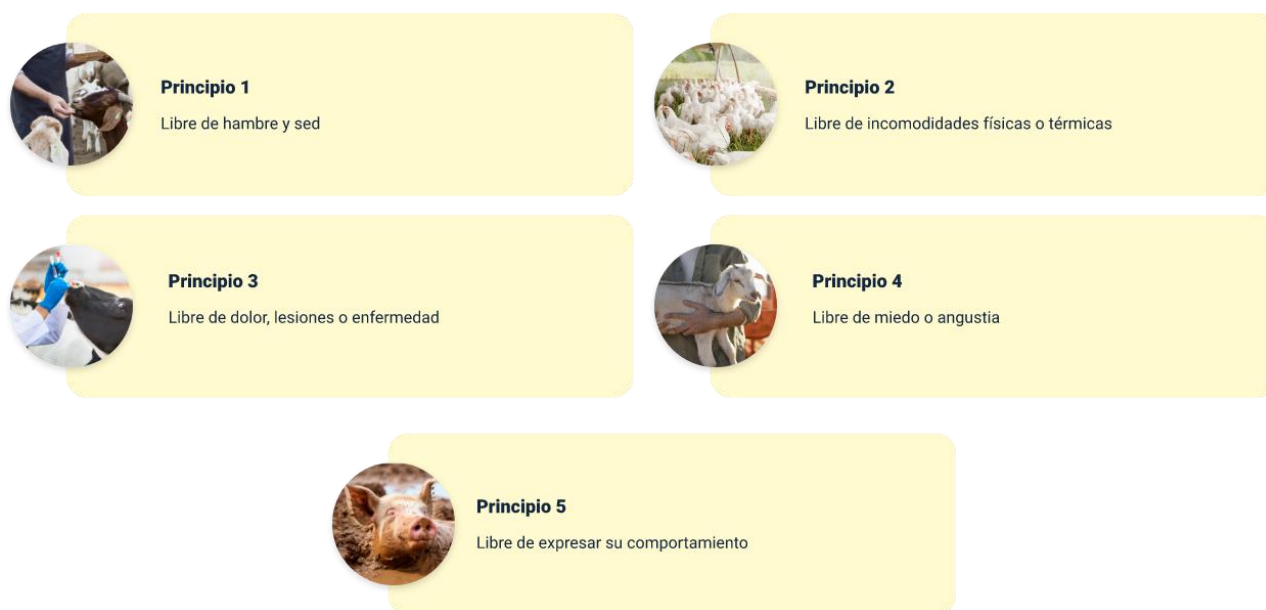 Principio 1
Libre de hambre y sed
Principio 2
Libre de incomodidades físicas o térmicas
Principio 3
Libre de dolor, lesiones o enfermedad
Principio 4
Libre de miedo o angustia
Principio 5
Libre de expresar su comportamiento